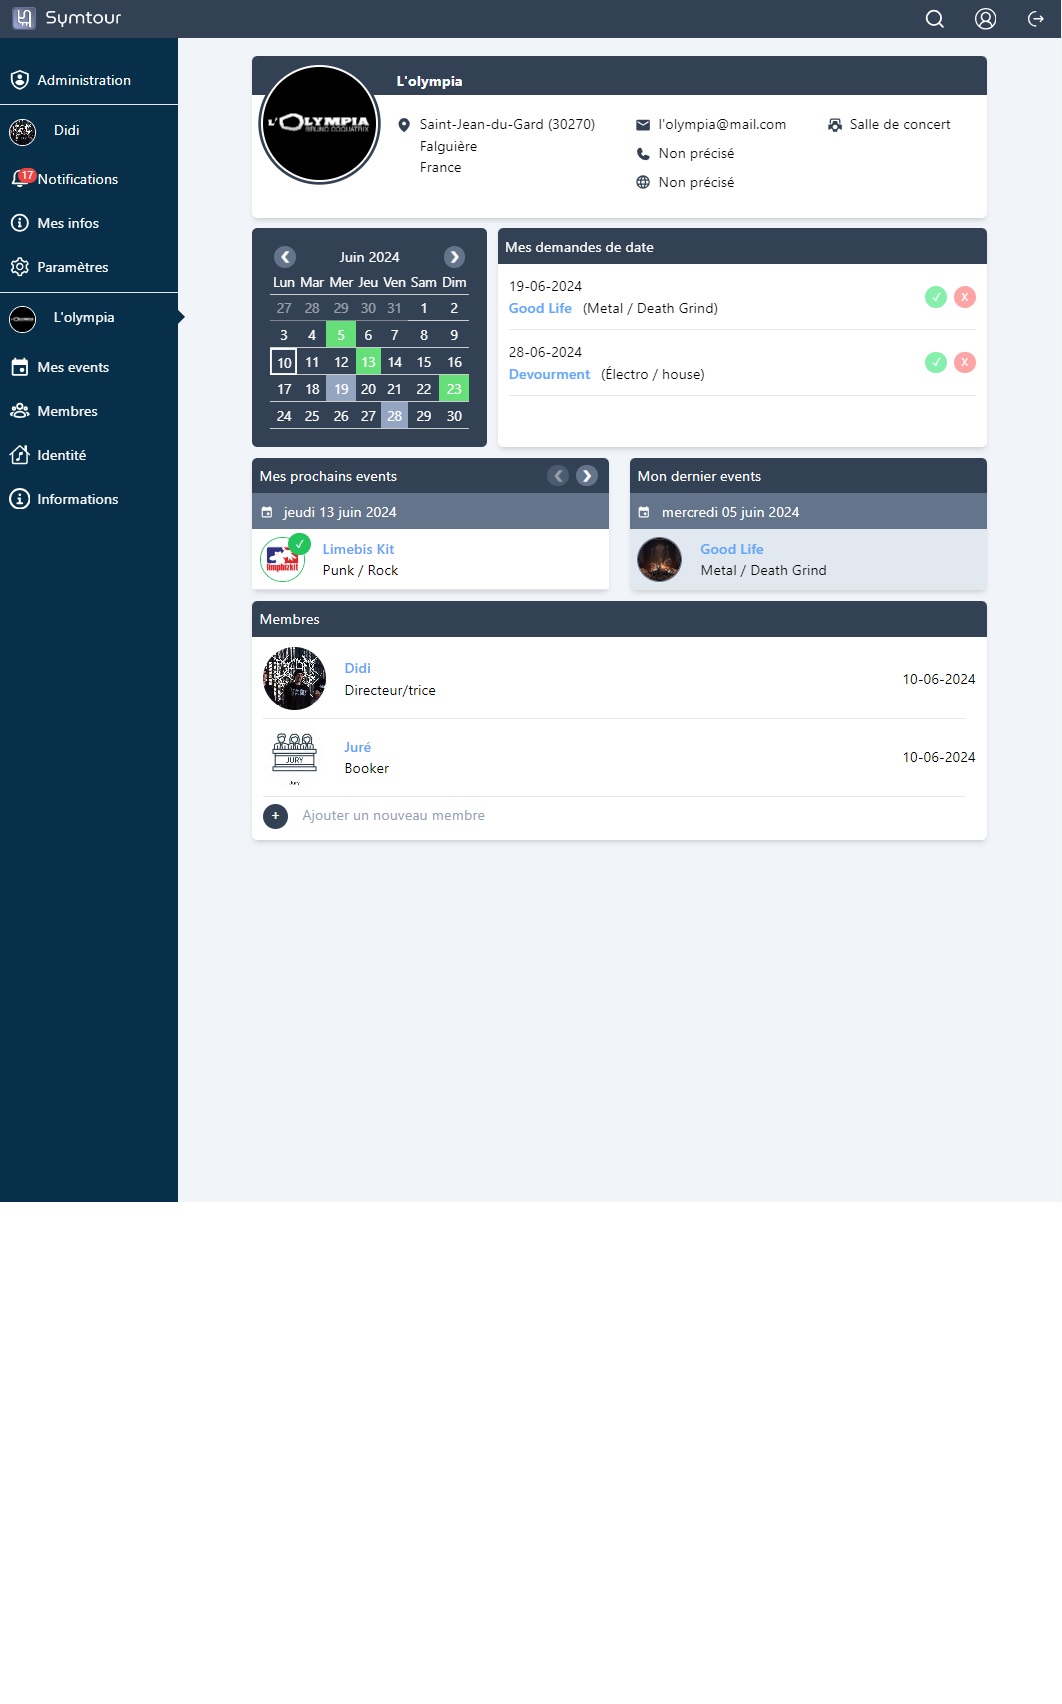 Symtour
Administration
Didi
17
Notifications
Mes infos
Paramètres
L'olympia
Mes events
Membres
Identité
Informations
L'olympia
L'OLYMPIA
BRUNO COQUATRIX
Saint-Jean-du-Gard (30270)
Falguière
France
l'olympia@mail.com
Non précisé
Non précisé
Salle de concert
Juin 2024
Lun Mar Mer Jeu Ven Sam Dim
27 28 29 30 31 1 2
3 4 5 6 7 8 9
10 11 12 13 14 15 16
17 18 19 20 21 22 23
24 25 26 27 28 29 30
Mes demandes de date
19-06-2024
Good Life (Metal / Death Grind)
✓ X
28-06-2024
Devourment (Électro / house)
✓ X
Mes prochains events
jeudi 13 juin 2024
limphizkit
Limebis Kit
Punk / Rock
Mon dernier events
mercredi 05 juin 2024
Good Life
Metal / Death Grind
Membres
Didi
Directeur/trice
10-06-2024
JURY
Jury
Juré
Booker
10-06-2024
+ Ajouter un nouveau membre